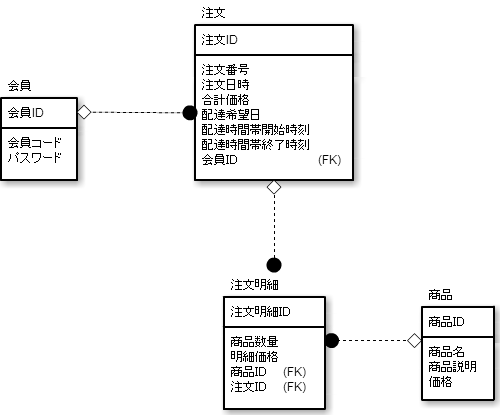 注文
注文ID
注文番号
注文日時
合計価格
配達希望日
配達時間帯開始時刻
配達時間帯終了時刻
会員ID (FK)
会員
会員ID
会員コード
パスワード
注文明細
注文明細ID
商品数量
明細価格
商品ID (FK)
注文ID (FK)
商品
商品ID
商品名
商品説明
価格